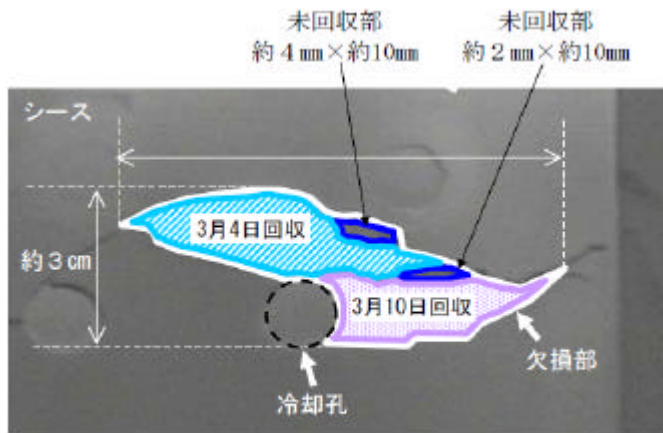 未回収部
約4㎜×約10㎜
未回収部
約2㎜×約10㎜
シース
3月4日回収
約3cm
3月10日回収
欠損部
冷却孔